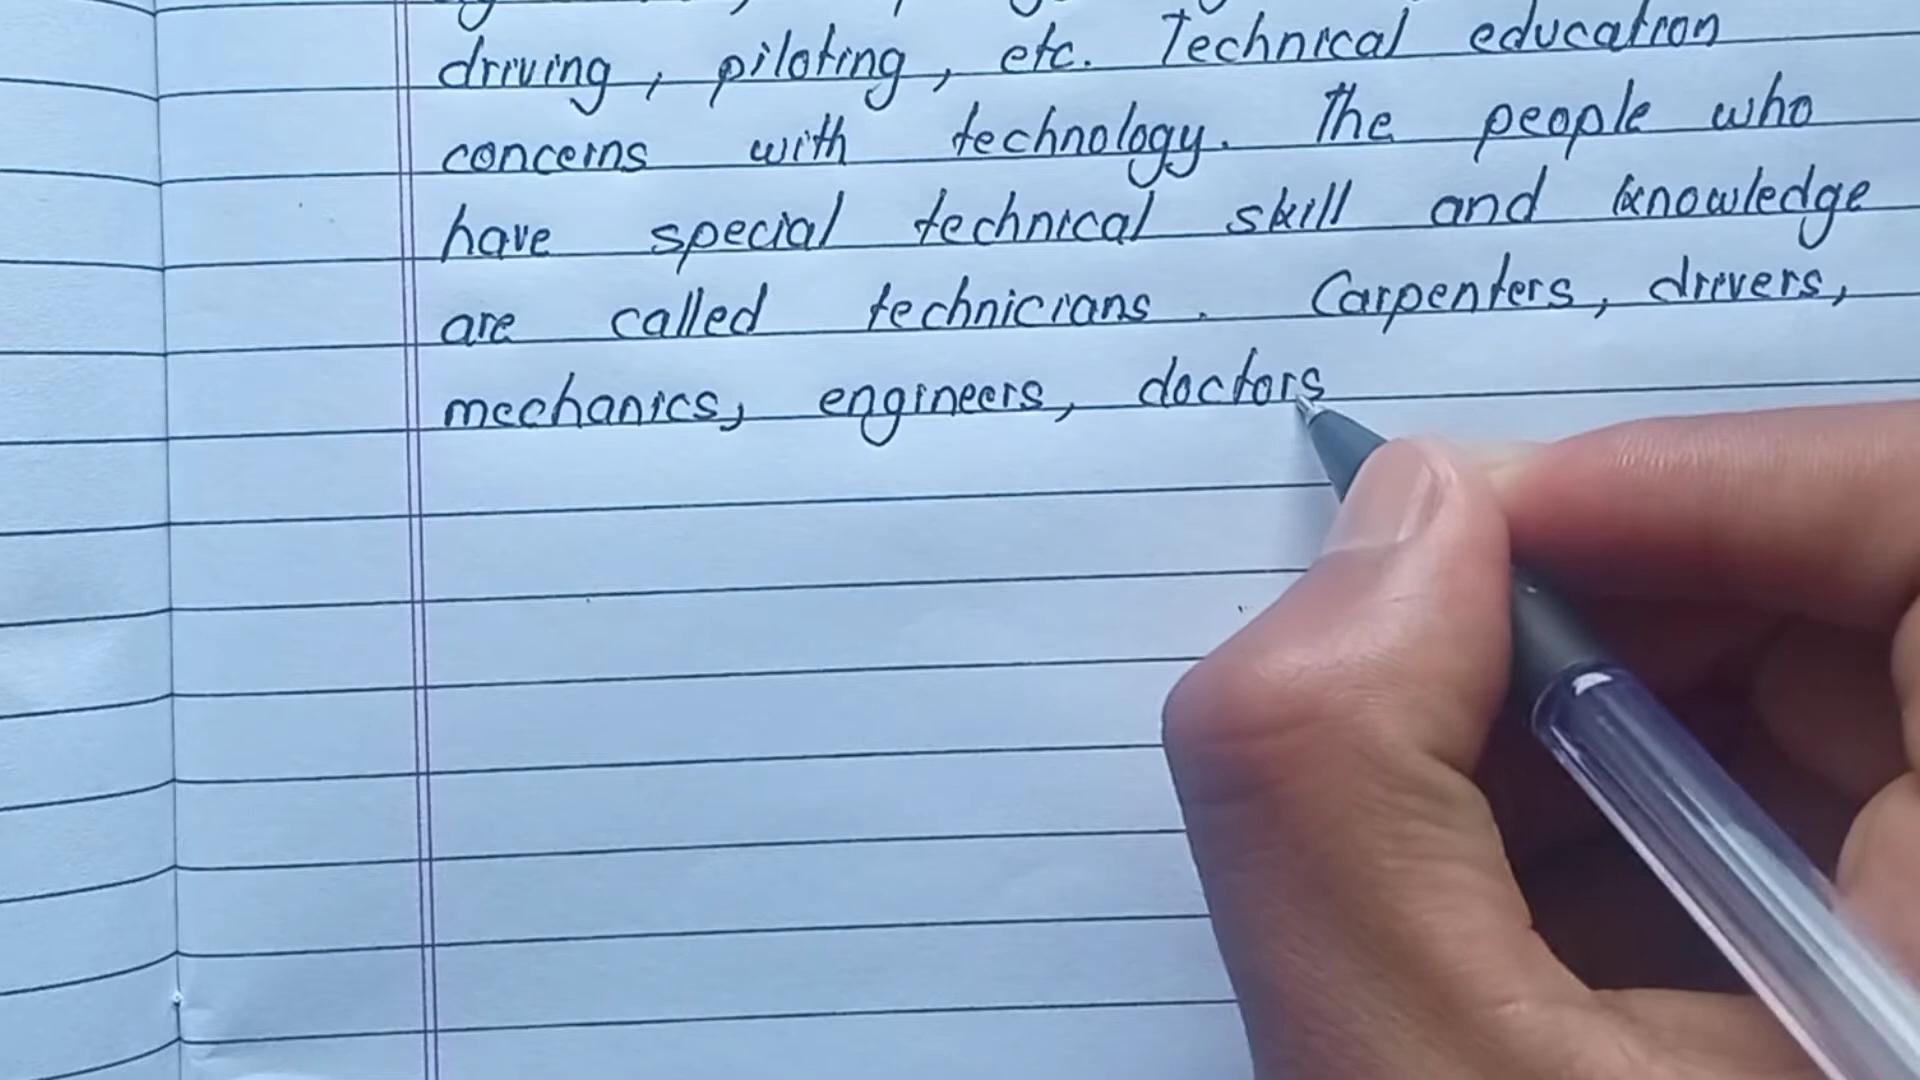 driving, piloting, etc. Technical education
concerns with technology. The people who
have special technical skill and knowledge
are called technicians. Carpenters, drivers,
mechanics, engineers, doctors